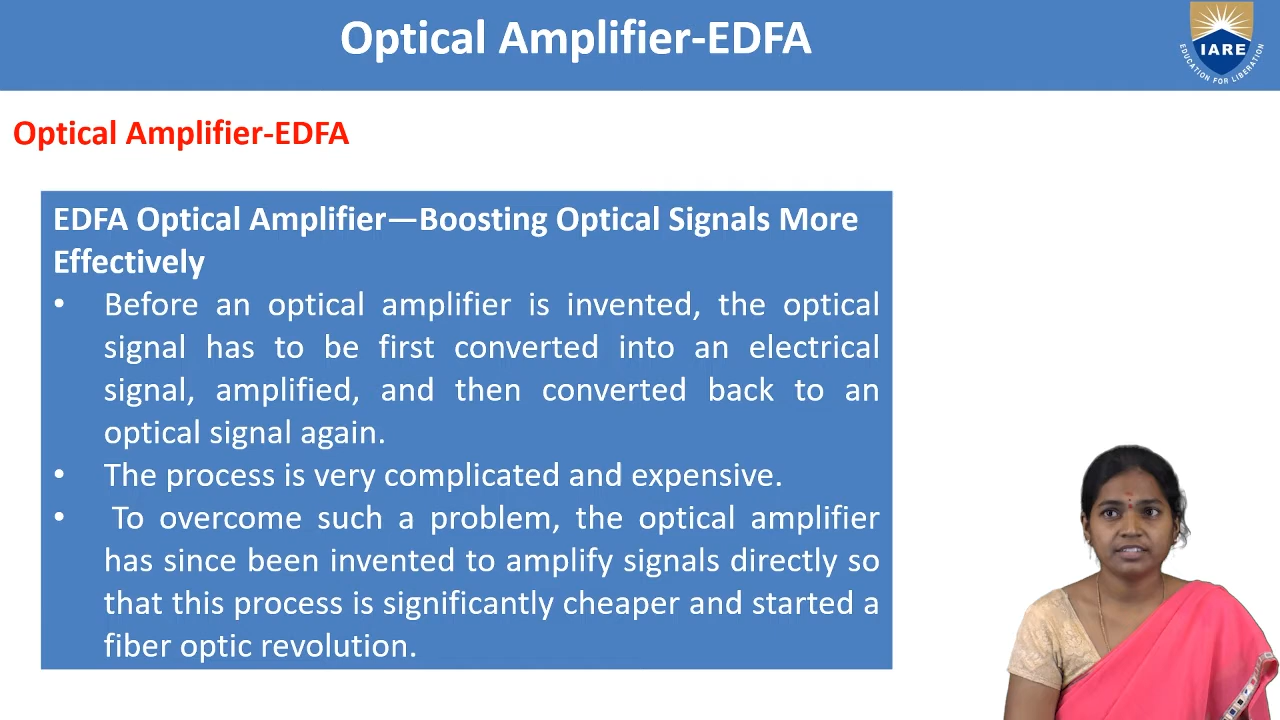 Optical Amplifier-EDFA
IARE
EDUCATION FOR LIBERATION
Optical Amplifier-EDFA
EDFA Optical Amplifier—Boosting Optical Signals More
Effectively
• Before an optical amplifier is invented, the optical
signal has to be first converted into an electrical
signal, amplified, and then converted back to an
optical signal again.
• The process is very complicated and expensive.
• To overcome such a problem, the optical amplifier
has since been invented to amplify signals directly so
that this process is significantly cheaper and started a
fiber optic revolution.